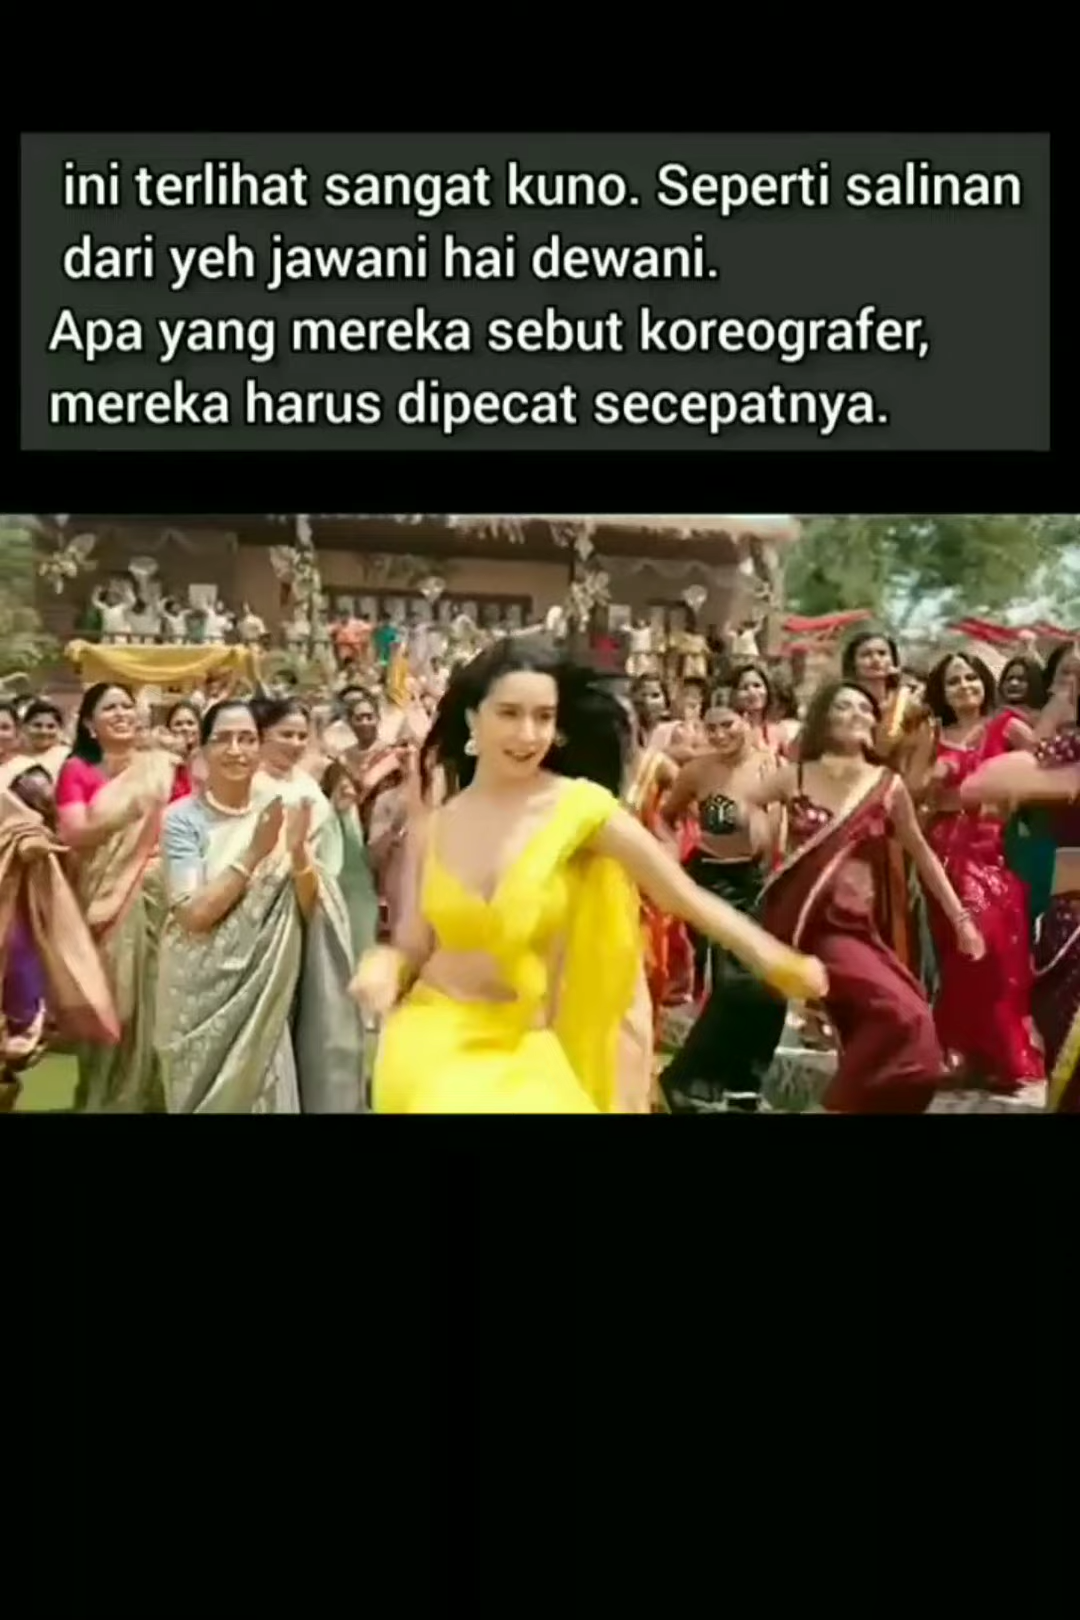 ini terlihat sangat kuno. Seperti salinan
dari yeh jawani hai dewani.
Apa yang mereka sebut koreografer,
mereka harus dipecat secepatnya.